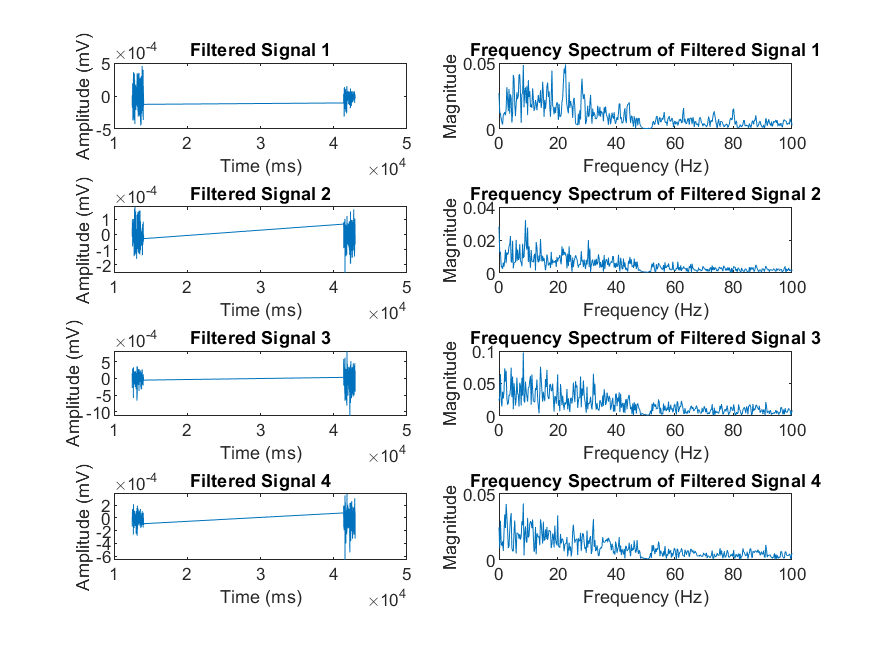 Filtered Signal 1
×10-4
Amplitude (mV)
5
0
-5
1 2 3 4 5
Time (ms)
×104
Frequency Spectrum of Filtered Signal 1
Magnitude
0.05
0
0 20 40 60 80 100
Frequency (Hz)
Filtered Signal 2
×10-4
Amplitude (mV)
1
0
-1
-2
1 2 3 4 5
Time (ms)
×104
Frequency Spectrum of Filtered Signal 2
Magnitude
0.04
0.02
0
0 20 40 60 80 100
Frequency (Hz)
Filtered Signal 3
×10-4
Amplitude (mV)
5
0
-5
-10
1 2 3 4 5
Time (ms)
×104
Frequency Spectrum of Filtered Signal 3
Magnitude
0.1
0.05
0
0 20 40 60 80 100
Frequency (Hz)
Filtered Signal 4
×10-4
Amplitude (mV)
2
0
-2
-4
-6
1 2 3 4 5
Time (ms)
×104
Frequency Spectrum of Filtered Signal 4
Magnitude
0.05
0
0 20 40 60 80 100
Frequency (Hz)